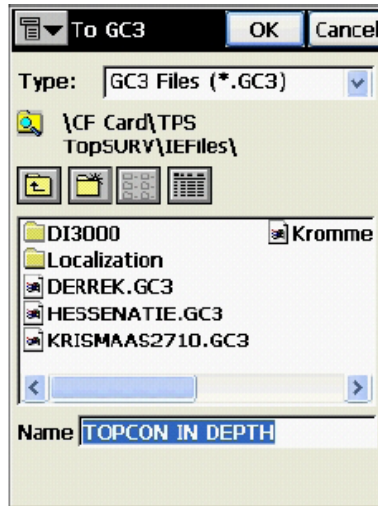 To GC3 OK Cancel
Type: GC3 Files (*.GC3)
\CF Card\TPS
TopSURV\IEFiles\
DI3000 Kromme
Localization
DERREK.GC3
HESSENATIE.GC3
KRISMAAS2710.GC3
Name TOPCON IN DEPTH